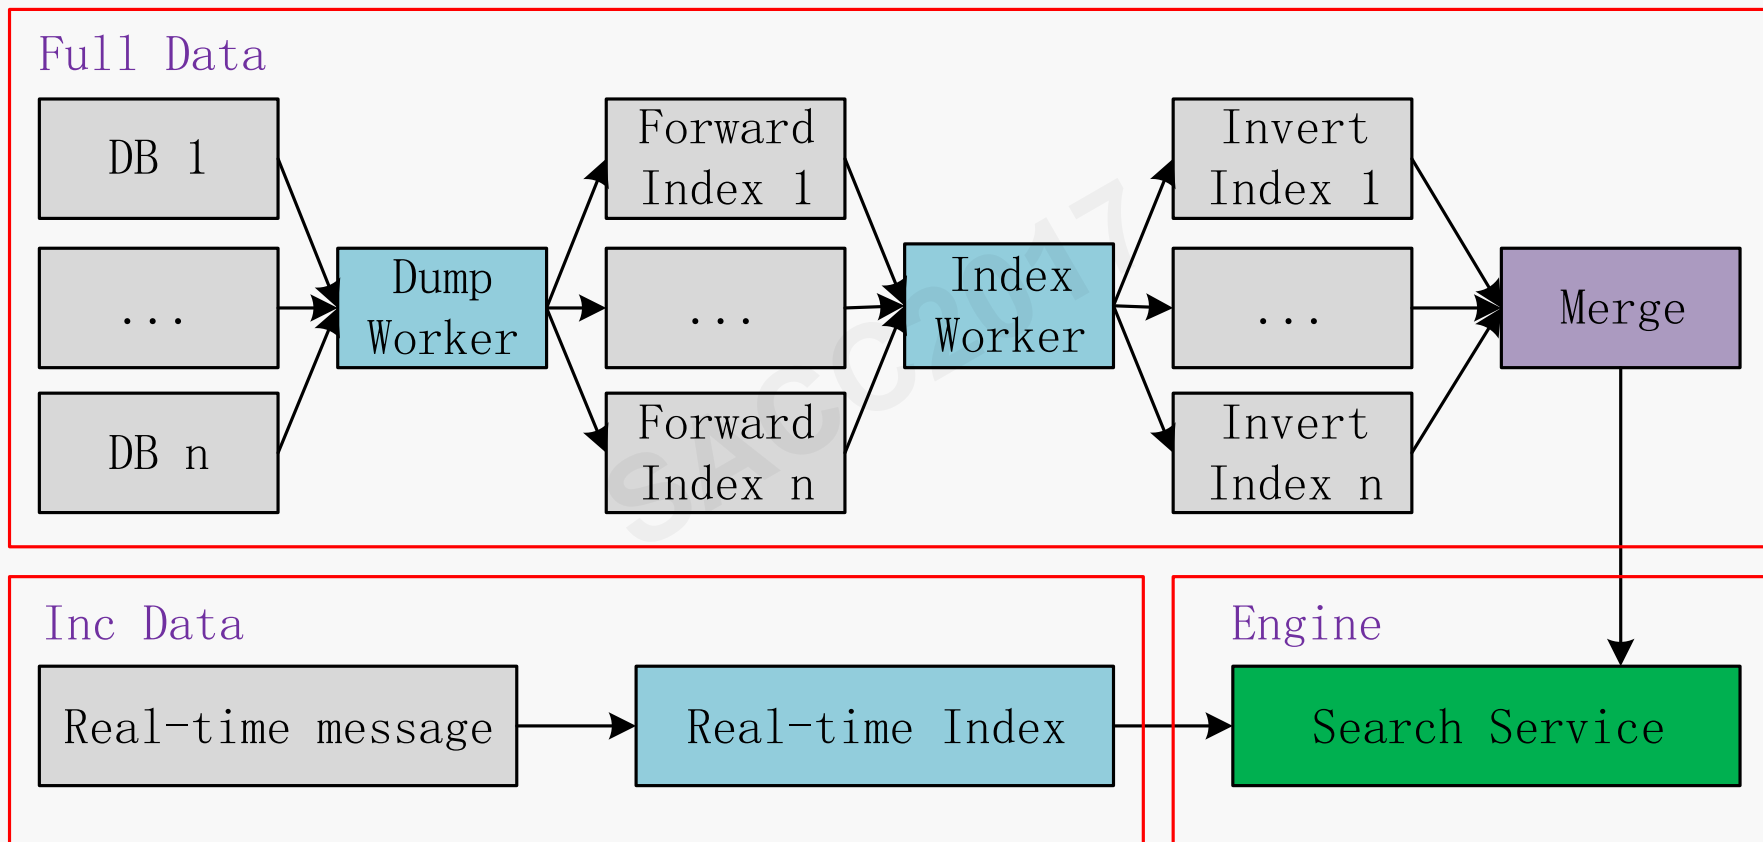 Full Data
DB 1
Forward
Index 1
Invert
Index 1
...
Dump
Worker
...
Index
Worker
...
Merge
DB n
Forward
Index n
Invert
Index n
SACC2017
Inc Data
Engine
Real-time message
Real-time Index
Search Service